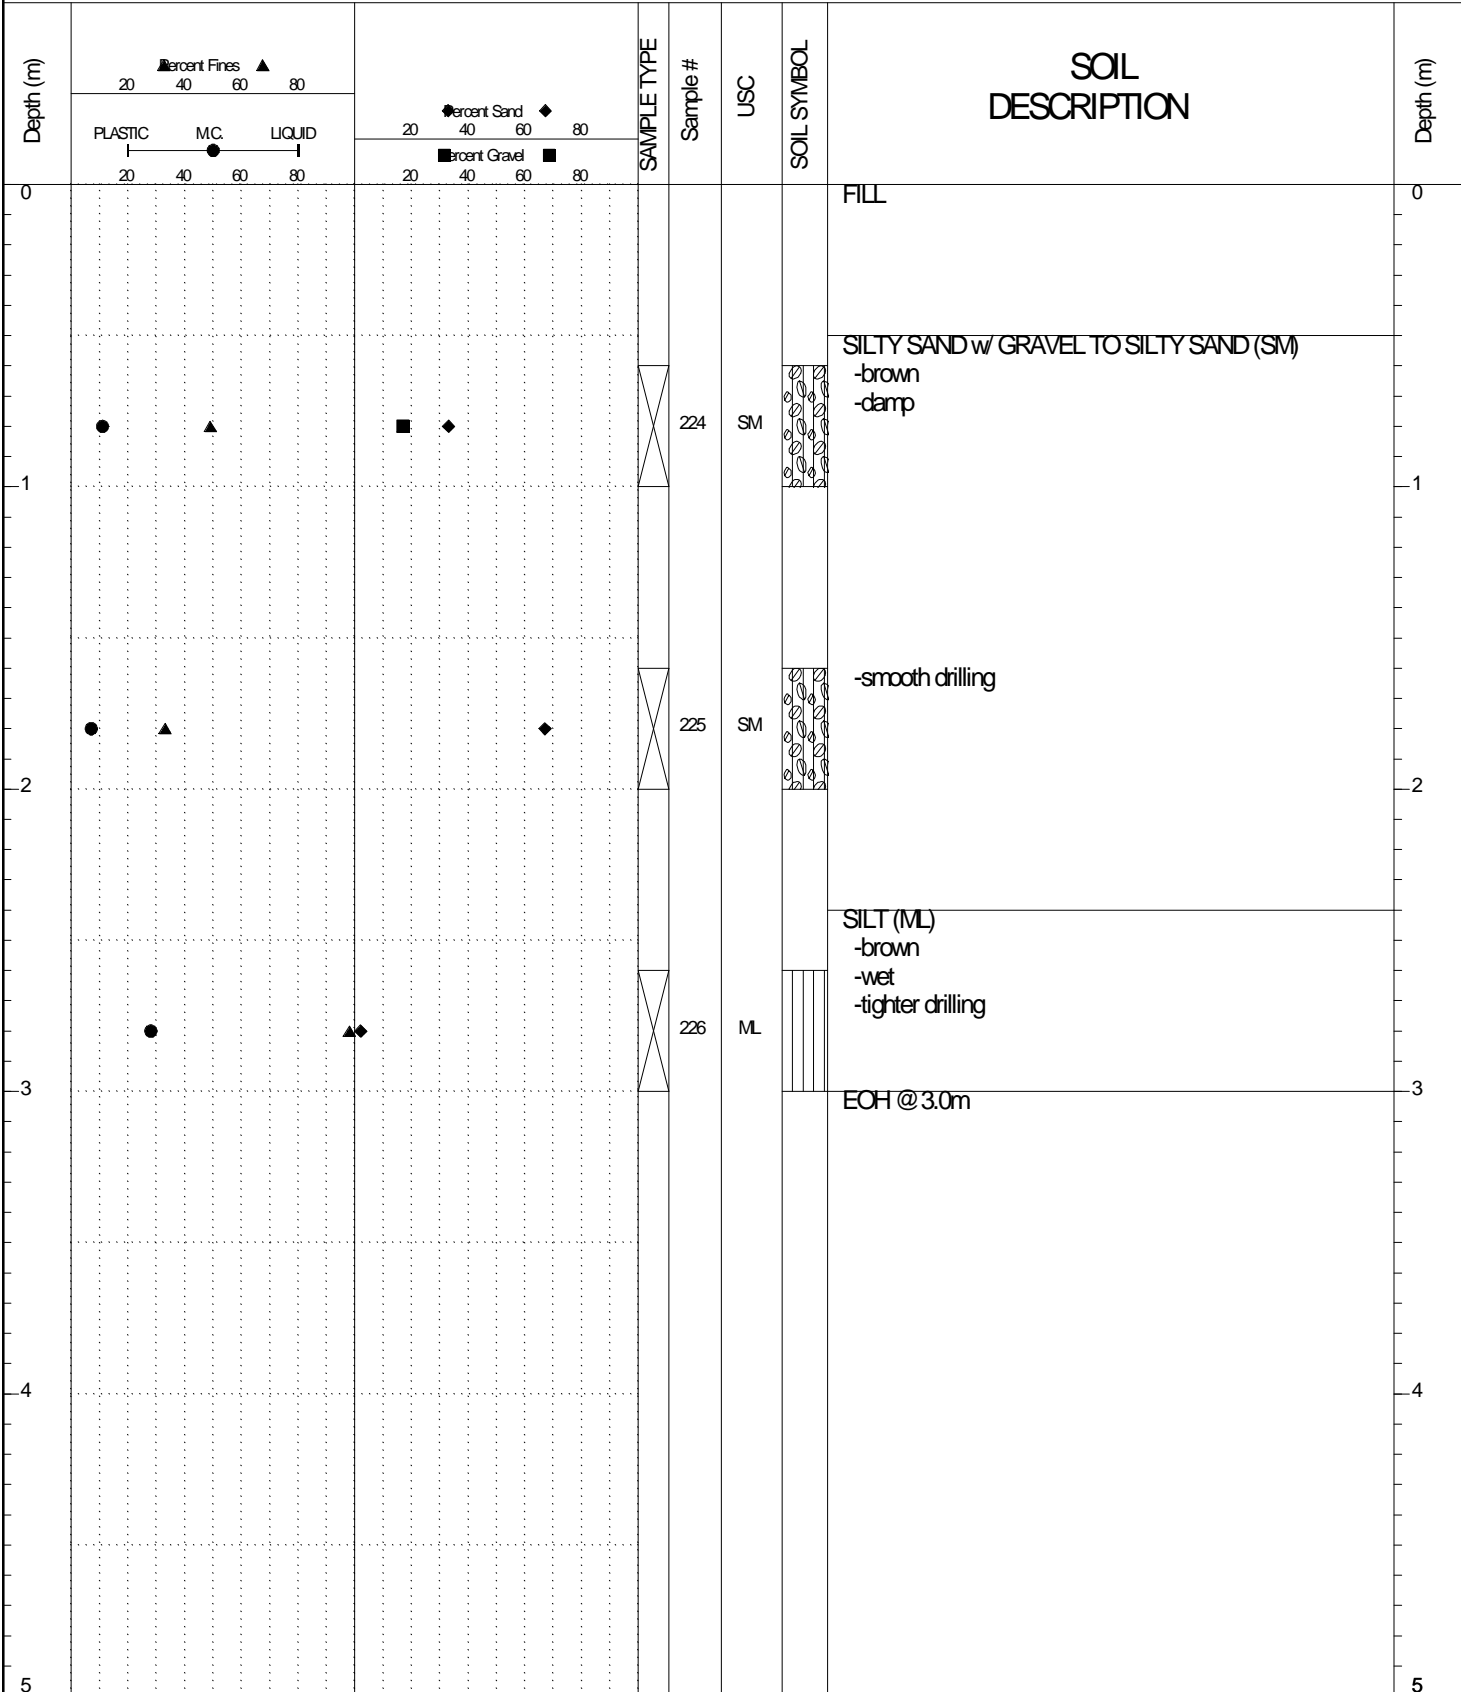 Depth (m)
Percent Fines
20 40 60 80
PLASTIC M.C. LIQUID
20 40 60 80
Percent Sand
20 40 60 80
Percent Gravel
20 40 60 80
SAMPLE TYPE
Sample #
USC
SOIL SYMBOL
SOIL
DESCRIPTION
Depth (m)
0 FILL 0
SILTY SAND w/ GRAVEL TO SILTY SAND (SM)
-brown
-damp
224 SM
1 1
-smooth drilling
225 SM
2 2
SILT (ML)
-brown
-wet
-tighter drilling
226 ML
3 3
EOH @ 3.0m
4 4
5 5